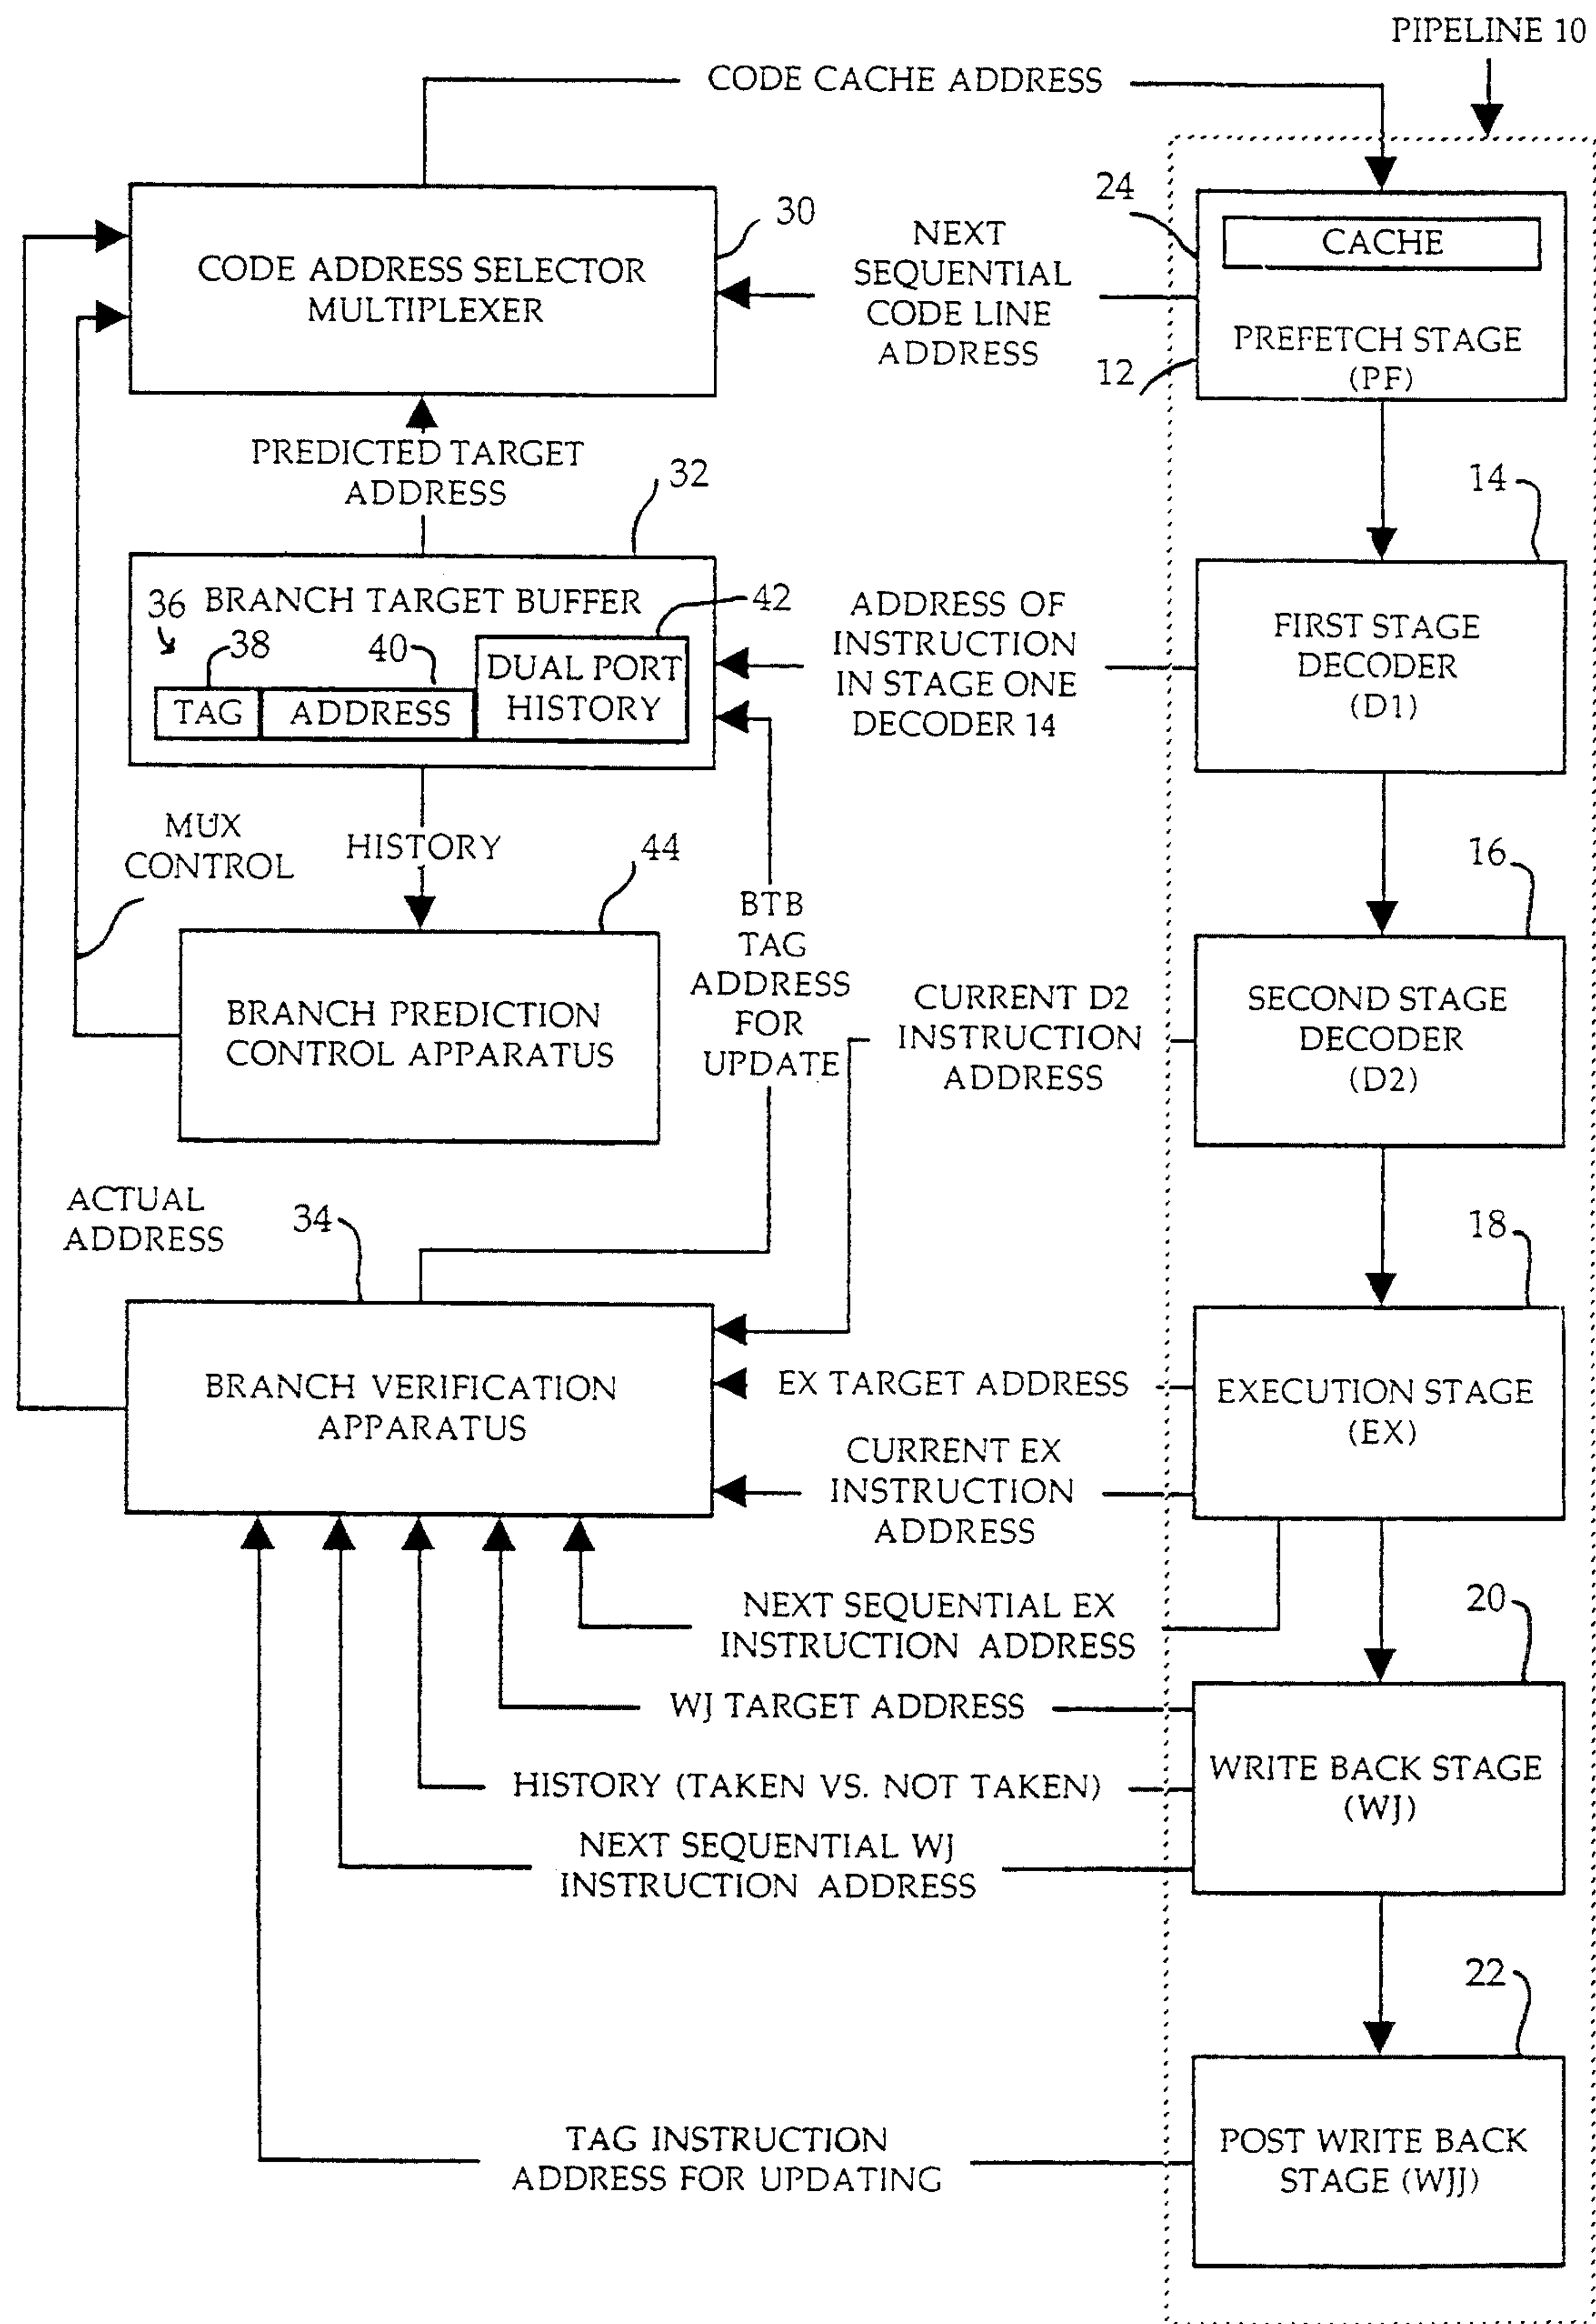 PIPELINE 10
CODE CACHE ADDRESS
30
CODE ADDRESS SELECTOR
MULTIPLEXER
NEXT
SEQUENTIAL
CODE LINE
ADDRESS
24
CACHE
PREFETCH STAGE
(PF)
12
PREDICTED TARGET
ADDRESS
32
14
36
BRANCH TARGET BUFFER
42
38
40
TAG
ADDRESS
DUAL PORT
HISTORY
ADDRESS OF
INSTRUCTION
IN STAGE ONE
DECODER 14
FIRST STAGE
DECODER
(D1)
MUX
CONTROL
HISTORY
44
16
BTB
TAG
ADDRESS
FOR
UPDATE
BRANCH PREDICTION
CONTROL APPARATUS
CURRENT D2
INSTRUCTION
ADDRESS
SECOND STAGE
DECODER
(D2)
ACTUAL
ADDRESS
34
18
BRANCH VERIFICATION
APPARATUS
EX TARGET ADDRESS
EXECUTION STAGE
(EX)
CURRENT EX
INSTRUCTION
ADDRESS
NEXT SEQUENTIAL EX
INSTRUCTION ADDRESS
20
WJ TARGET ADDRESS
WRITE BACK STAGE
(WJ)
HISTORY (TAKEN VS. NOT TAKEN)
NEXT SEQUENTIAL WJ
INSTRUCTION ADDRESS
22
TAG INSTRUCTION
ADDRESS FOR UPDATING
POST WRITE BACK
STAGE (WJJ)